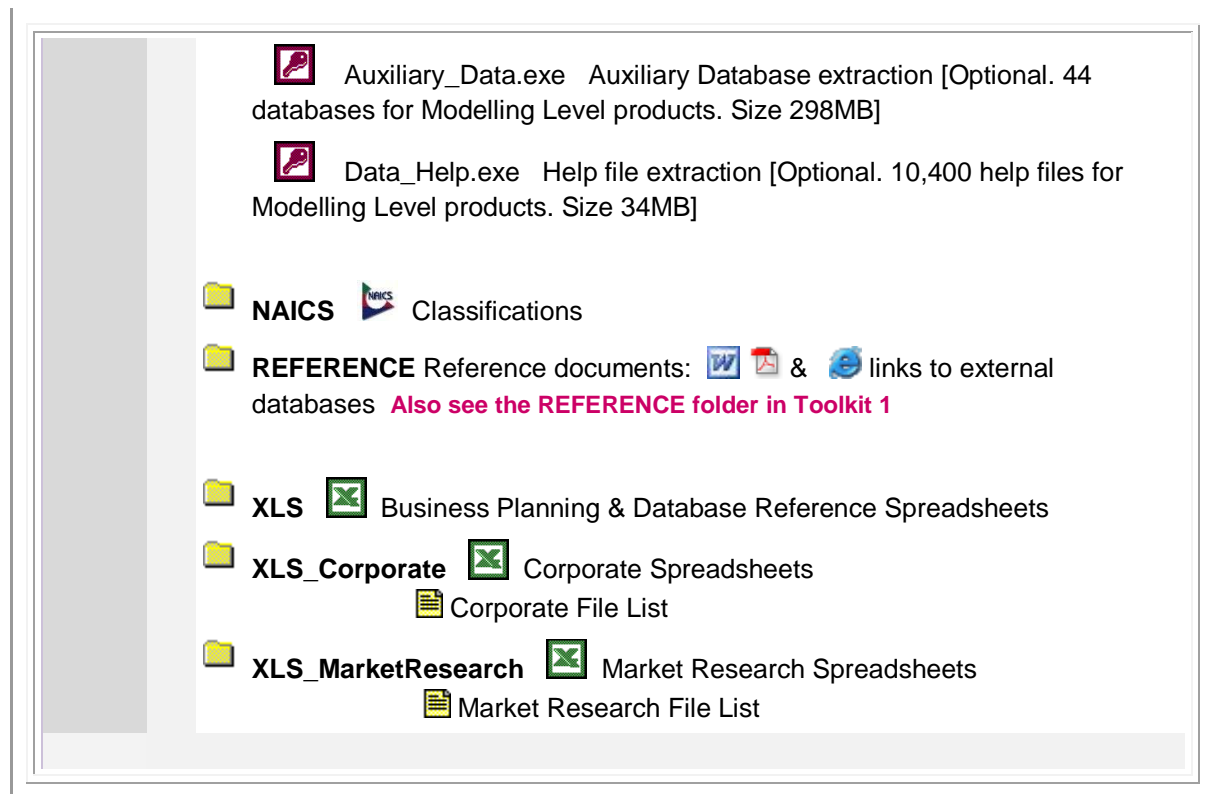 Auxiliary_Data.exe Auxiliary Database extraction [Optional. 44
databases for Modelling Level products. Size 298MB]
Data_Help.exe Help file extraction [Optional. 10,400 help files for
Modelling Level products. Size 34MB]
NAICS NAICS Classifications
REFERENCE Reference documents: W & e links to external
databases Also see the REFERENCE folder in Toolkit 1
XLS Business Planning & Database Reference Spreadsheets
XLS_Corporate Corporate Spreadsheets
Corporate File List
XLS_MarketResearch Market Research Spreadsheets
Market Research File List